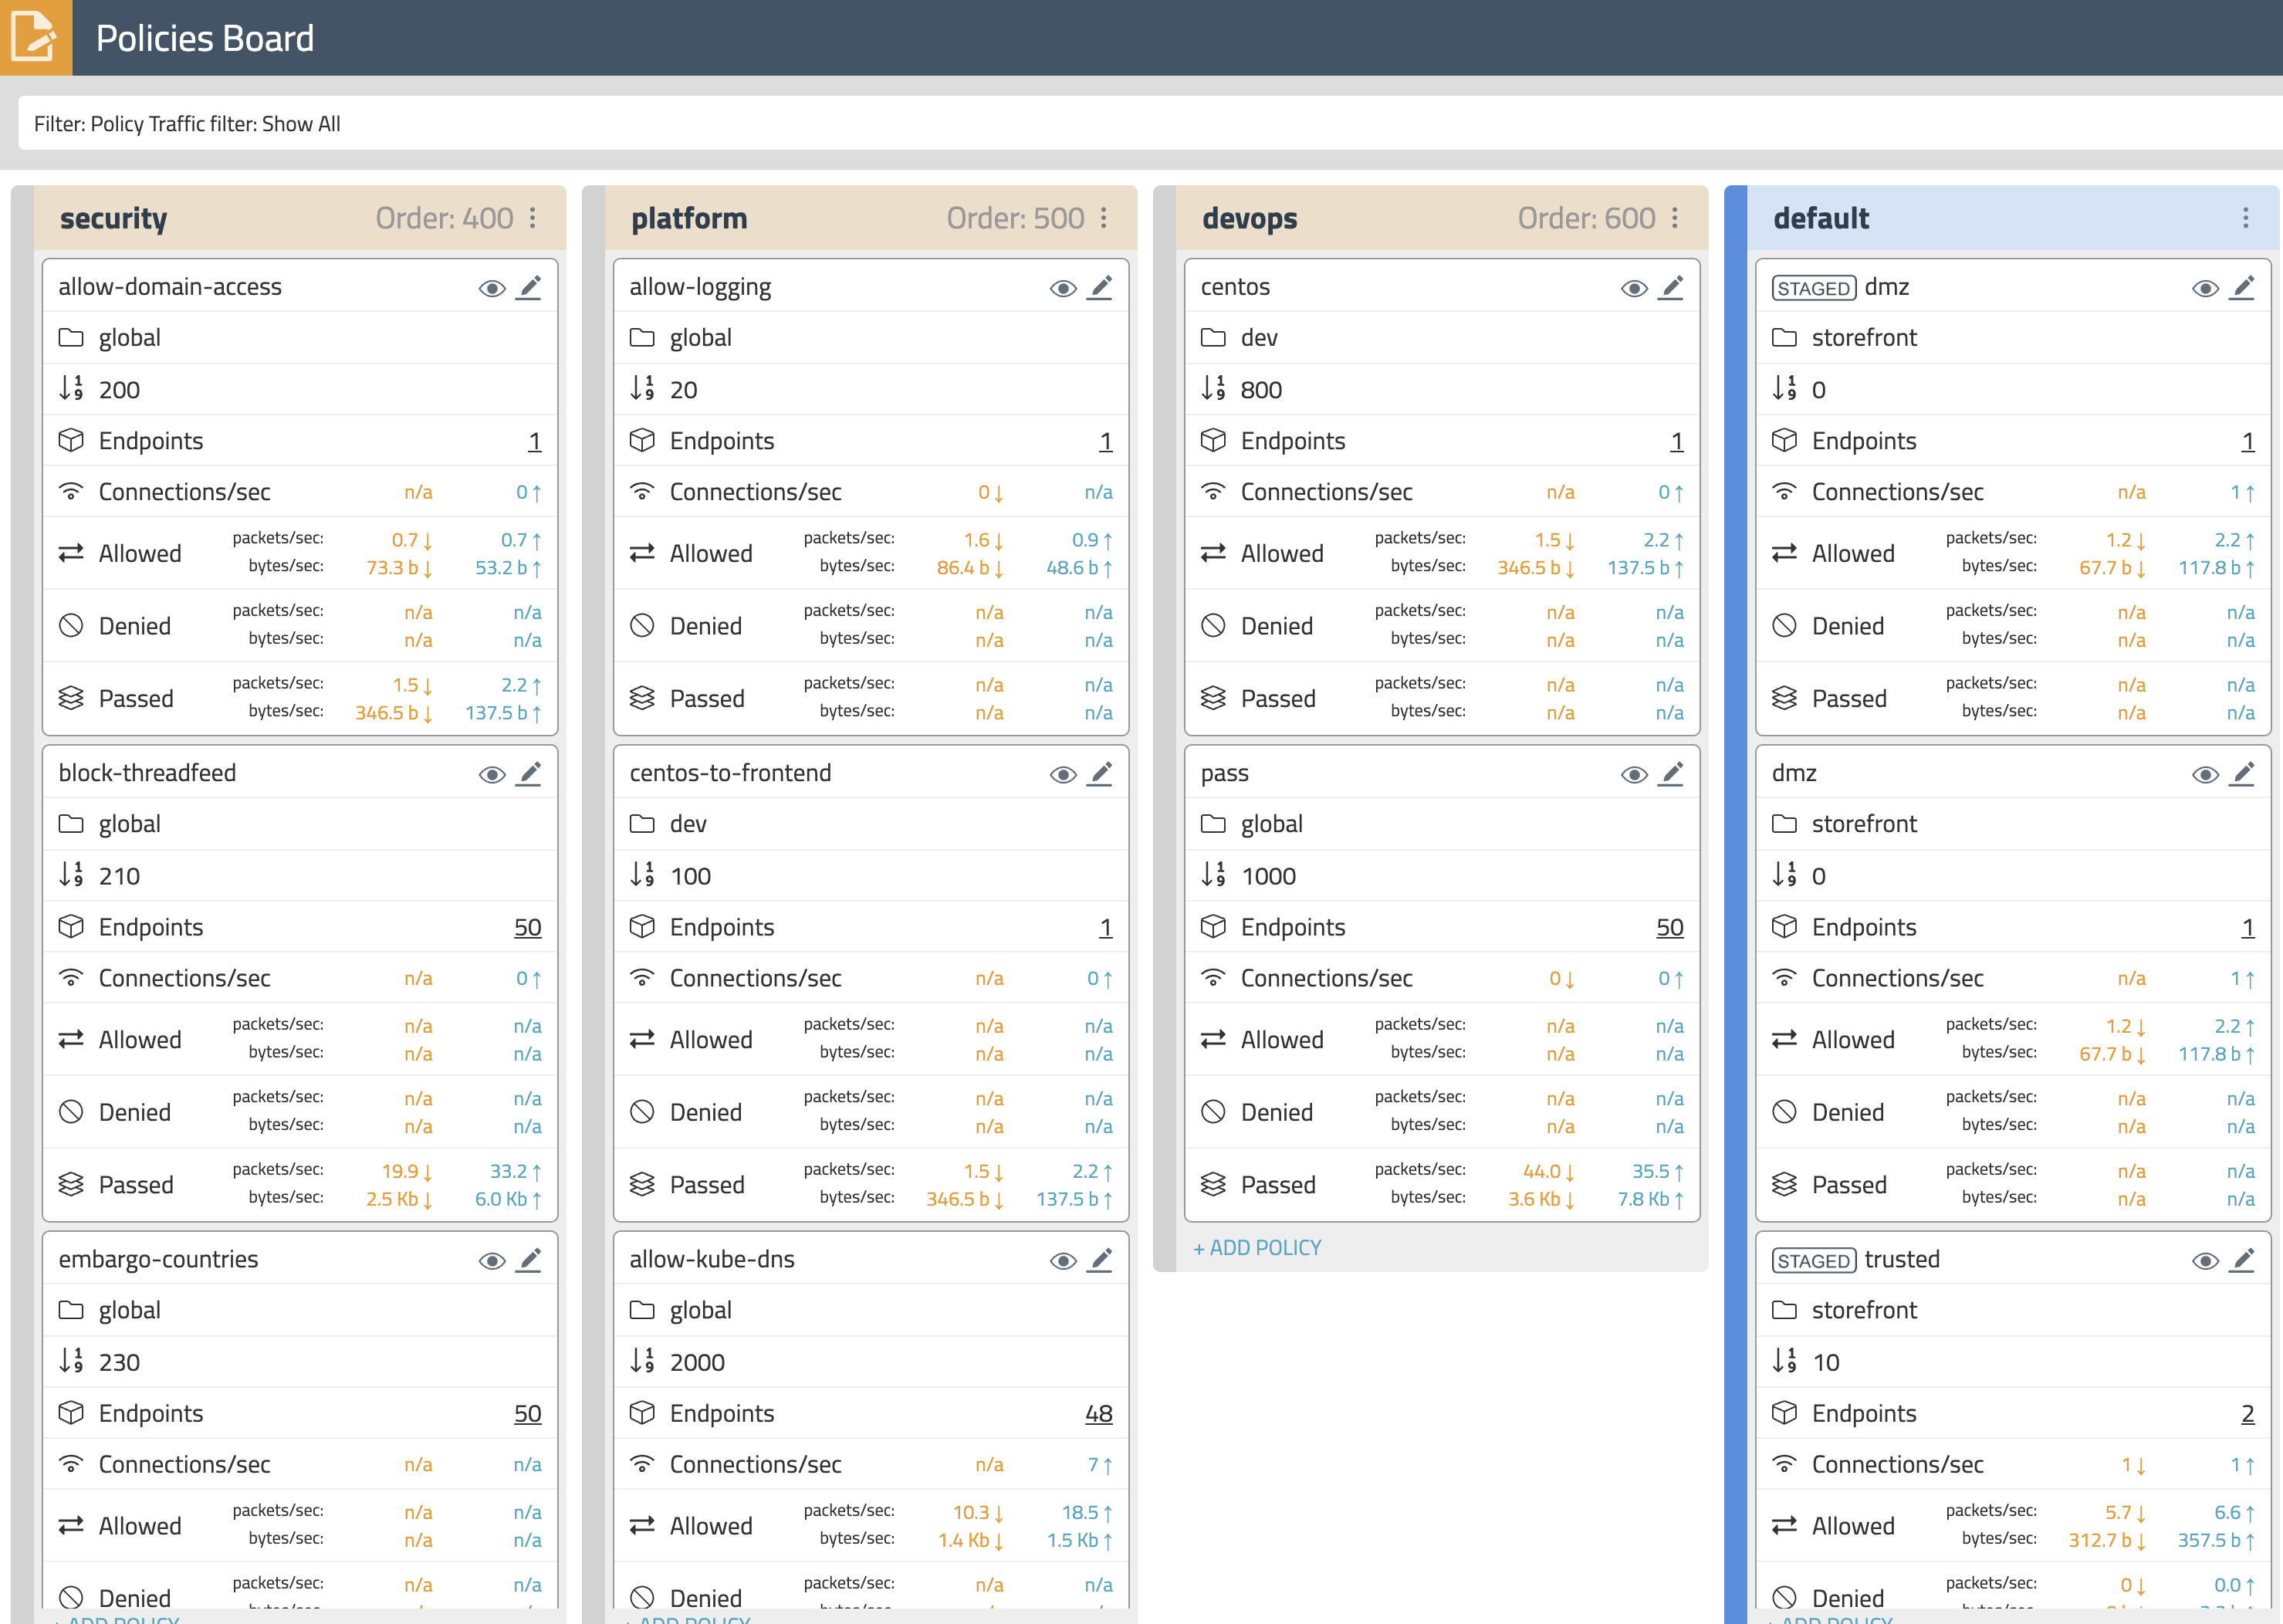 Policies Board
Filter: Policy Traffic filter: Show All
security Order: 400
allow-domain-access
global
200
Endpoints 1
Connections/sec n/a 0 ↑
Allowed
packets/sec: 0.7 ↓ 0.7 ↑
bytes/sec: 73.3 b ↓ 53.2 b ↑
Denied
packets/sec: n/a n/a
bytes/sec: n/a n/a
Passed
packets/sec: 1.5 ↓ 2.2 ↑
bytes/sec: 346.5 b ↓ 137.5 b ↑
block-threadfeed
global
210
Endpoints 50
Connections/sec n/a 0 ↑
Allowed
packets/sec: n/a n/a
bytes/sec: n/a n/a
Denied
packets/sec: n/a n/a
bytes/sec: n/a n/a
Passed
packets/sec: 19.9 ↓ 33.2 ↑
bytes/sec: 2.5 Kb ↓ 6.0 Kb ↑
embargo-countries
global
230
Endpoints 50
Connections/sec n/a n/a
Allowed
packets/sec: n/a n/a
bytes/sec: n/a n/a
Denied
packets/sec: n/a n/a
+ ADD POLICY
platform Order: 500
allow-logging
global
20
Endpoints 1
Connections/sec 0 ↓ n/a
Allowed
packets/sec: 1.6 ↓ 0.9 ↑
bytes/sec: 86.4 b ↓ 48.6 b ↑
Denied
packets/sec: n/a n/a
bytes/sec: n/a n/a
Passed
packets/sec: n/a n/a
bytes/sec: n/a n/a
centos-to-frontend
dev
100
Endpoints 1
Connections/sec n/a 0 ↑
Allowed
packets/sec: n/a n/a
bytes/sec: n/a n/a
Denied
packets/sec: n/a n/a
bytes/sec: n/a n/a
Passed
packets/sec: 1.5 ↓ 2.2 ↑
bytes/sec: 346.5 b ↓ 137.5 b ↑
allow-kube-dns
global
2000
Endpoints 48
Connections/sec n/a 7 ↑
Allowed
packets/sec: 10.3 ↓ 18.5 ↑
bytes/sec: 1.4 Kb ↓ 1.5 Kb ↑
Denied
packets/sec: n/a n/a
+ ADD POLICY
devops Order: 600
centos
dev
800
Endpoints 1
Connections/sec n/a 0 ↑
Allowed
packets/sec: 1.5 ↓ 2.2 ↑
bytes/sec: 346.5 b ↓ 137.5 b ↑
Denied
packets/sec: n/a n/a
bytes/sec: n/a n/a
Passed
packets/sec: n/a n/a
bytes/sec: n/a n/a
pass
global
1000
Endpoints 50
Connections/sec 0 ↓ 0 ↑
Allowed
packets/sec: n/a n/a
bytes/sec: n/a n/a
Denied
packets/sec: n/a n/a
bytes/sec: n/a n/a
Passed
packets/sec: 44.0 ↓ 35.5 ↑
bytes/sec: 3.6 Kb ↓ 7.8 Kb ↑
+ ADD POLICY
default
STAGED dmz
storefront
0
Endpoints 1
Connections/sec n/a 1 ↑
Allowed
packets/sec: 1.2 ↓ 2.2 ↑
bytes/sec: 67.7 b ↓ 117.8 b ↑
Denied
packets/sec: n/a n/a
bytes/sec: n/a n/a
Passed
packets/sec: n/a n/a
bytes/sec: n/a n/a
dmz
storefront
0
Endpoints 1
Connections/sec n/a 1 ↑
Allowed
packets/sec: 1.2 ↓ 2.2 ↑
bytes/sec: 67.7 b ↓ 117.8 b ↑
Denied
packets/sec: n/a n/a
bytes/sec: n/a n/a
Passed
packets/sec: n/a n/a
bytes/sec: n/a n/a
STAGED trusted
storefront
10
Endpoints 2
Connections/sec 1 ↓ 1 ↑
Allowed
packets/sec: 5.7 ↓ 6.6 ↑
bytes/sec: 312.7 b ↓ 357.5 b ↑
Denied
packets/sec: 0 ↓ 0.0 ↑
+ ADD POLICY